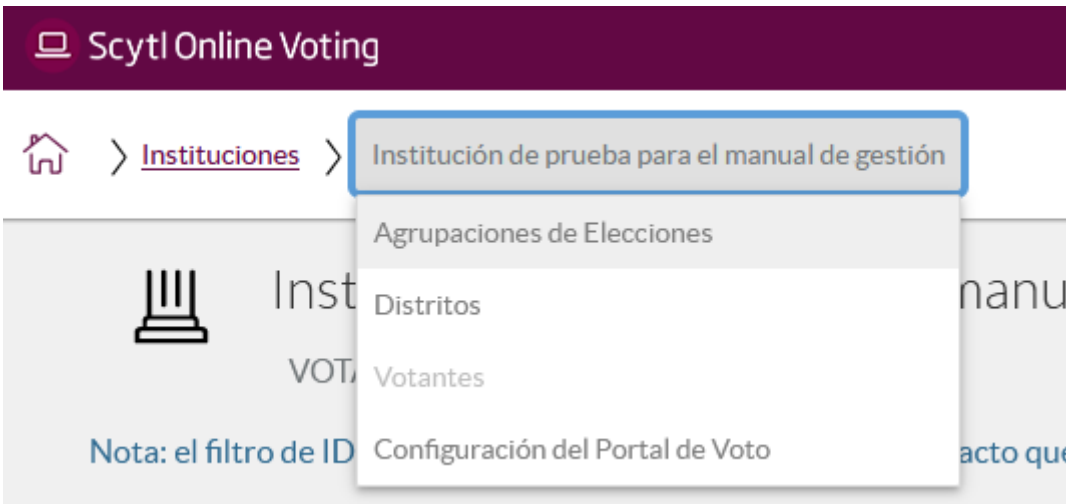 Scytl Online Voting
Instituciones
Institución de prueba para el manual de gestión
Agrupaciones de Elecciones
Distritos
Votantes
Configuración del Portal de Voto
Nota: el filtro de ID